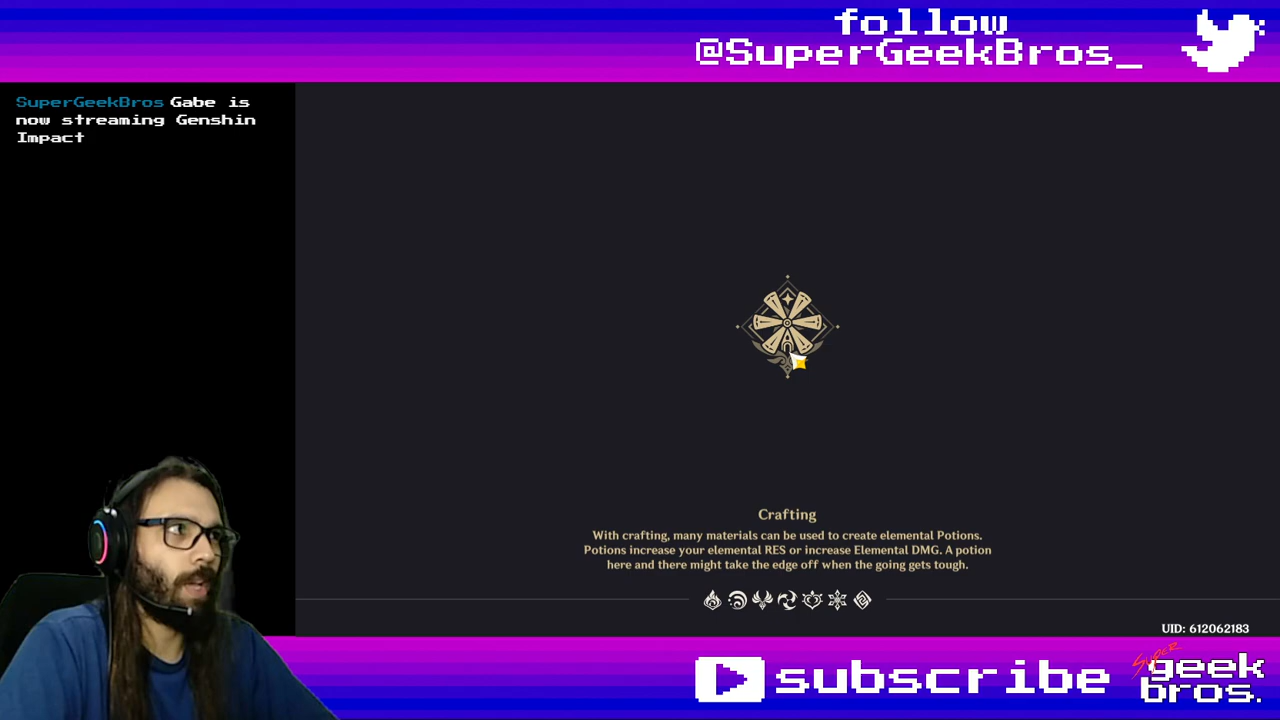 follow
@SuperGeekBros_
SuperGeekBros Gabe is
now streaming Genshin
Impact
Crafting
With crafting, many materials can be used to create elemental Potions.
Potions increase your elemental RES or increase Elemental DMG. A potion
here and there might take the edge off when the going gets tough.
UID: 612062183
subscribe
SUPER
geek
bros.